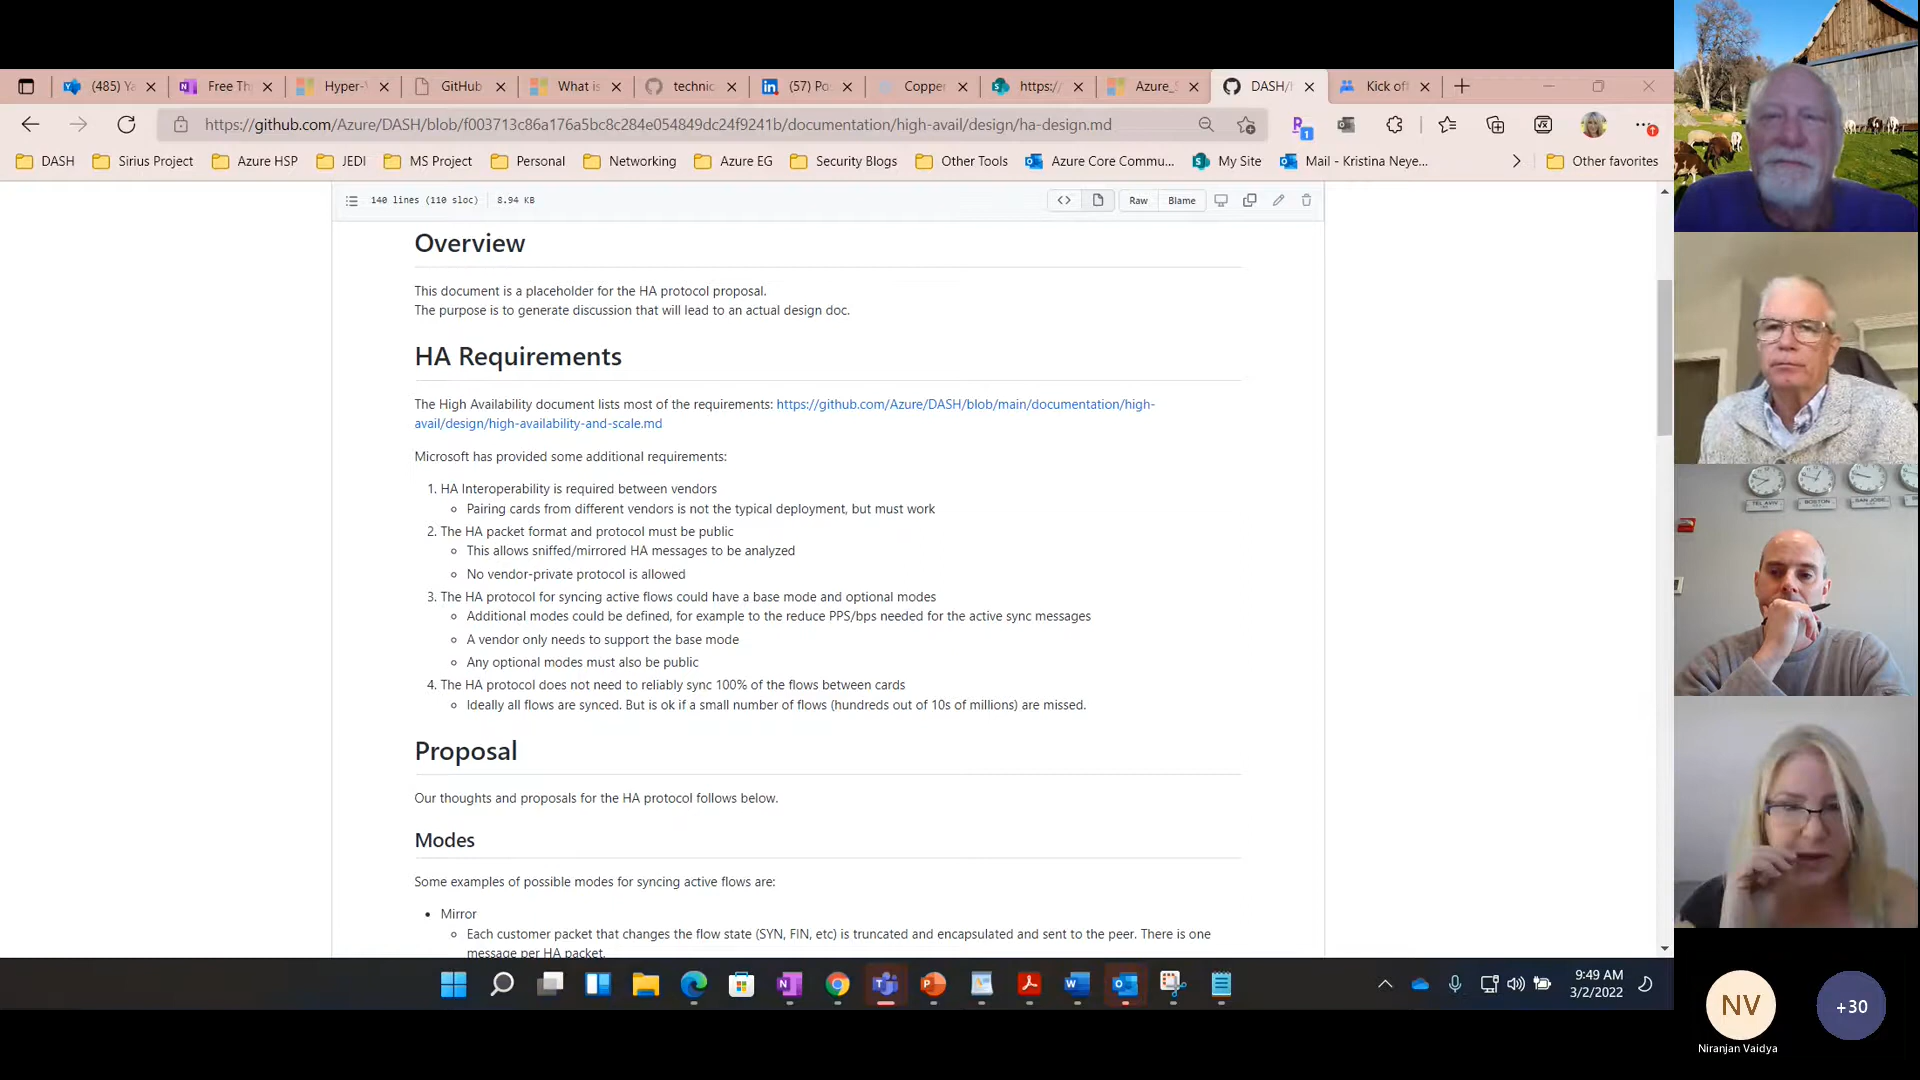 (485) Ya
Free Th
Hyper-V
GitHub
What is
technic
(57) Po
Copper
https:/
Azure_S
DASH/h
Kick off
https://github.com/Azure/DASH/blob/f003713c86a176a5bc8c284e054849dc24f9241b/documentation/high-avail/design/ha-design.md
1
DASH
Sirius Project
Azure HSP
JEDI
MS Project
Personal
Networking
Azure EG
Security Blogs
Other Tools
Azure Core Commu...
My Site
Mail - Kristina Neye...
Other favorites
140 lines (110 sloc)
8.94 KB
Raw
Blame
Overview
This document is a placeholder for the HA protocol proposal.
The purpose is to generate discussion that will lead to an actual design doc.
HA Requirements
The High Availability document lists most of the requirements: https://github.com/Azure/DASH/blob/main/documentation/high-
avail/design/high-availability-and-scale.md
Microsoft has provided some additional requirements:
1. HA Interoperability is required between vendors
Pairing cards from different vendors is not the typical deployment, but must work
2. The HA packet format and protocol must be public
This allows sniffed/mirrored HA messages to be analyzed
No vendor-private protocol is allowed
3. The HA protocol for syncing active flows could have a base mode and optional modes
Additional modes could be defined, for example to the reduce PPS/bps needed for the active sync messages
A vendor only needs to support the base mode
Any optional modes must also be public
4. The HA protocol does not need to reliably sync 100% of the flows between cards
Ideally all flows are synced. But is ok if a small number of flows (hundreds out of 10s of millions) are missed.
Proposal
Our thoughts and proposals for the HA protocol follows below.
Modes
Some examples of possible modes for syncing active flows are:
Mirror
Each customer packet that changes the flow state (SYN, FIN, etc) is truncated and encapsulated and sent to the peer. There is one
message per HA packet.
9:49 AM
3/2/2022
TEL AVIV
BOSTON
SAN JOSE
NV
Niranjan Vaidya
+30